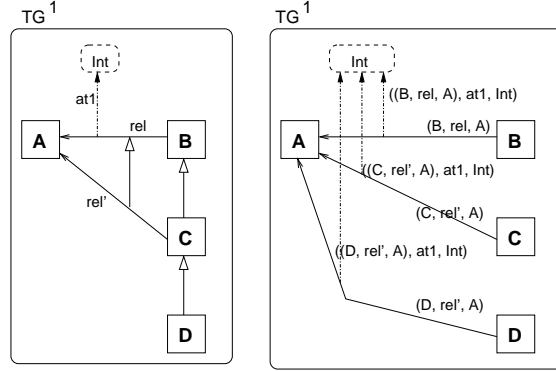 TG 1
Int
at1
rel
A
B
rel’
C
D
TG 1
Int
((B, rel, A), at1, Int)
(B, rel, A)
A
B
((C, rel’, A), at1, Int)
(C, rel’, A)
C
((D, rel’, A), at1, Int)
(D, rel’, A)
D